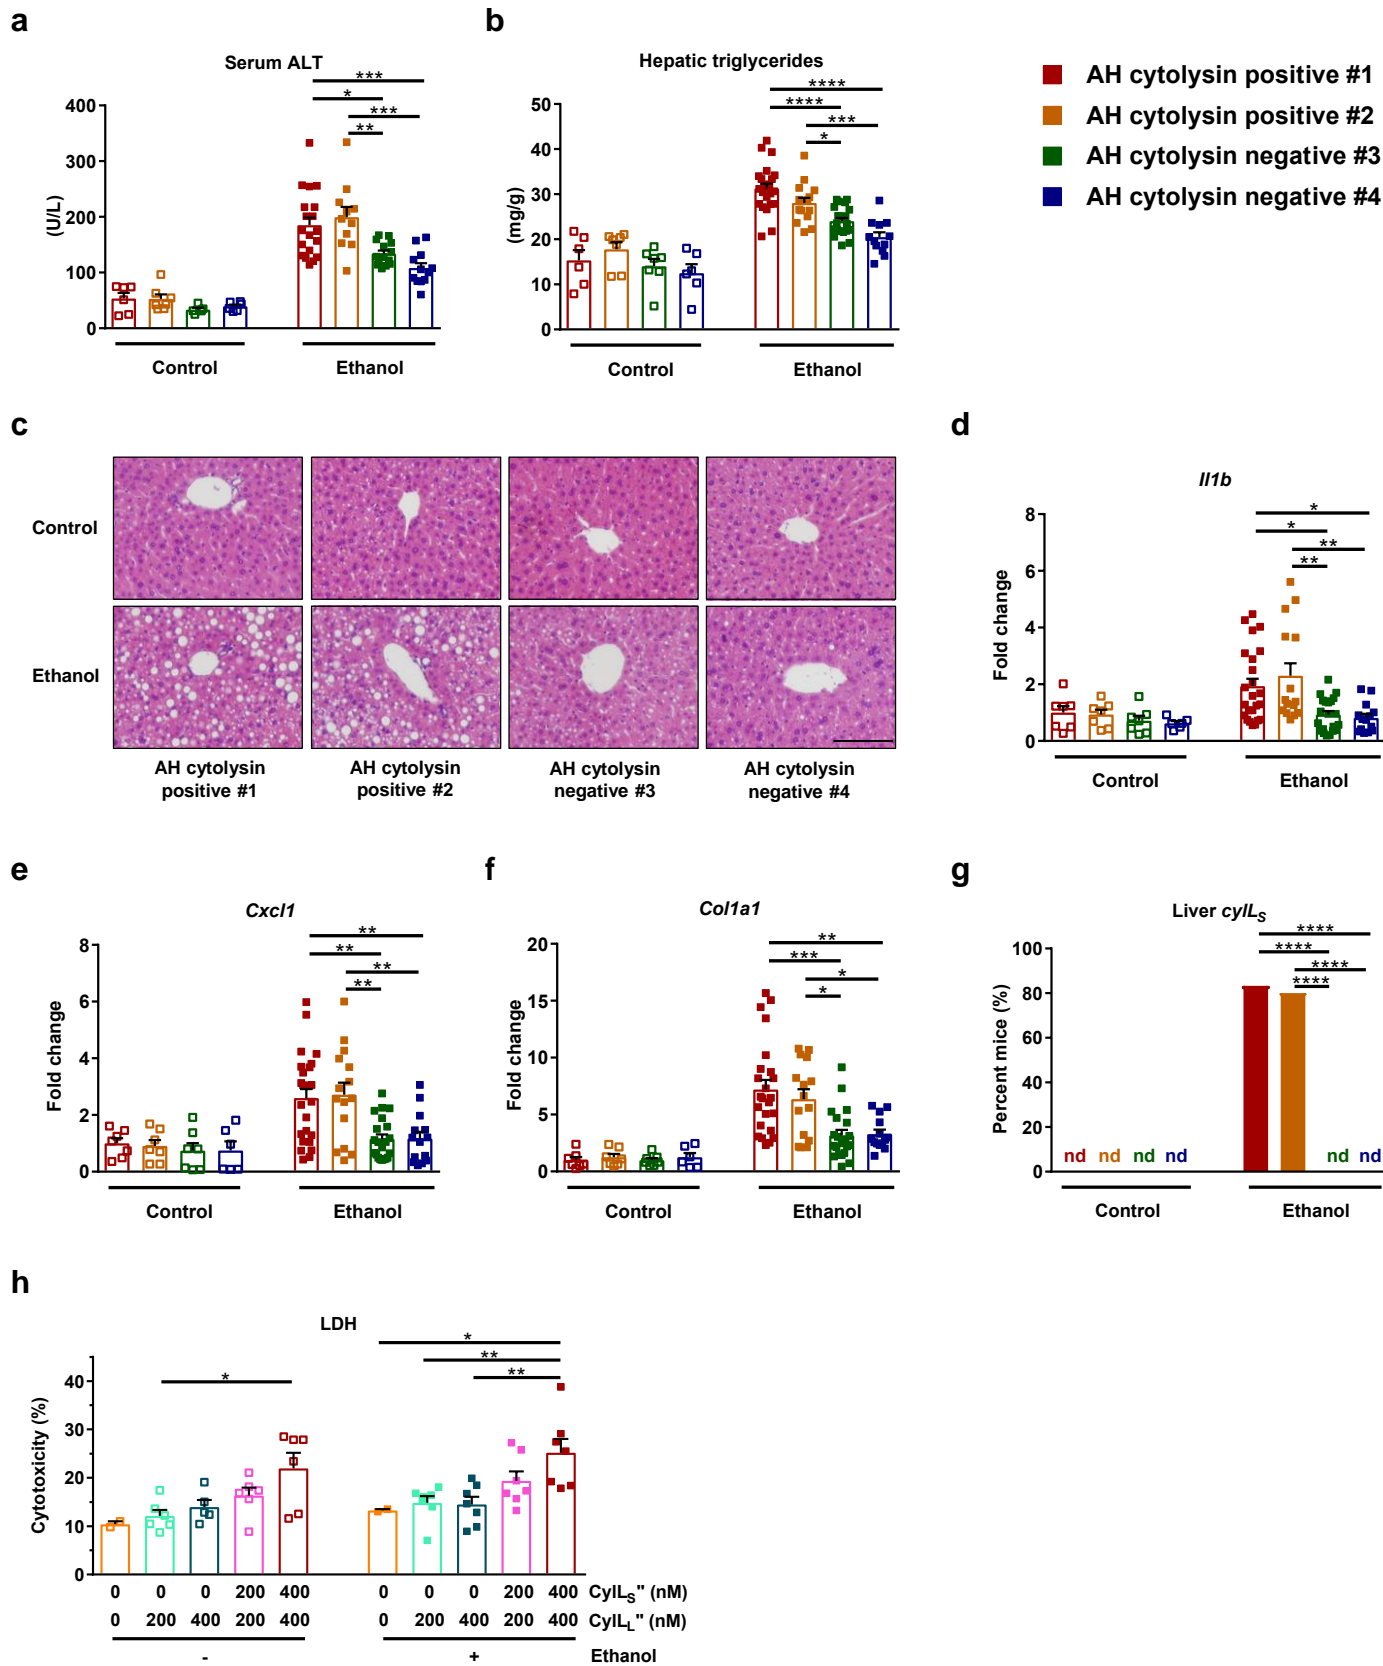 a
b
Serum ALT
Hepatic triglycerides
AH cytolysin positive #1
AH cytolysin positive #2
AH cytolysin negative #3
AH cytolysin negative #4
***
*
***
**
400
300
200
100
0
(U/L)
Control
Ethanol
****
****
***
*
50
40
30
20
10
0
(mg/g)
Control
Ethanol
c
Control
Ethanol
AH cytolysin
positive #1
AH cytolysin
positive #2
AH cytolysin
negative #3
AH cytolysin
negative #4
d
Il1b
*
*
**
**
8
6
4
2
0
Fold change
Control
Ethanol
e
Cxcl1
**
**
**
**
8
6
4
2
0
Fold change
Control
Ethanol
f
Col1a1
**
***
*
*
20
15
10
5
0
Fold change
Control
Ethanol
g
Liver cylLS
****
****
****
****
100
80
60
40
20
0
Percent mice (%)
nd nd nd nd
nd nd
Control
Ethanol
h
LDH
*
*
**
**
40
30
20
10
0
Cytotoxicity (%)
0 0 0 200 400 0 0 0 200 400 CylLS" (nM)
0 200 400 200 400 0 200 400 200 400 CylLL" (nM)
- + Ethanol